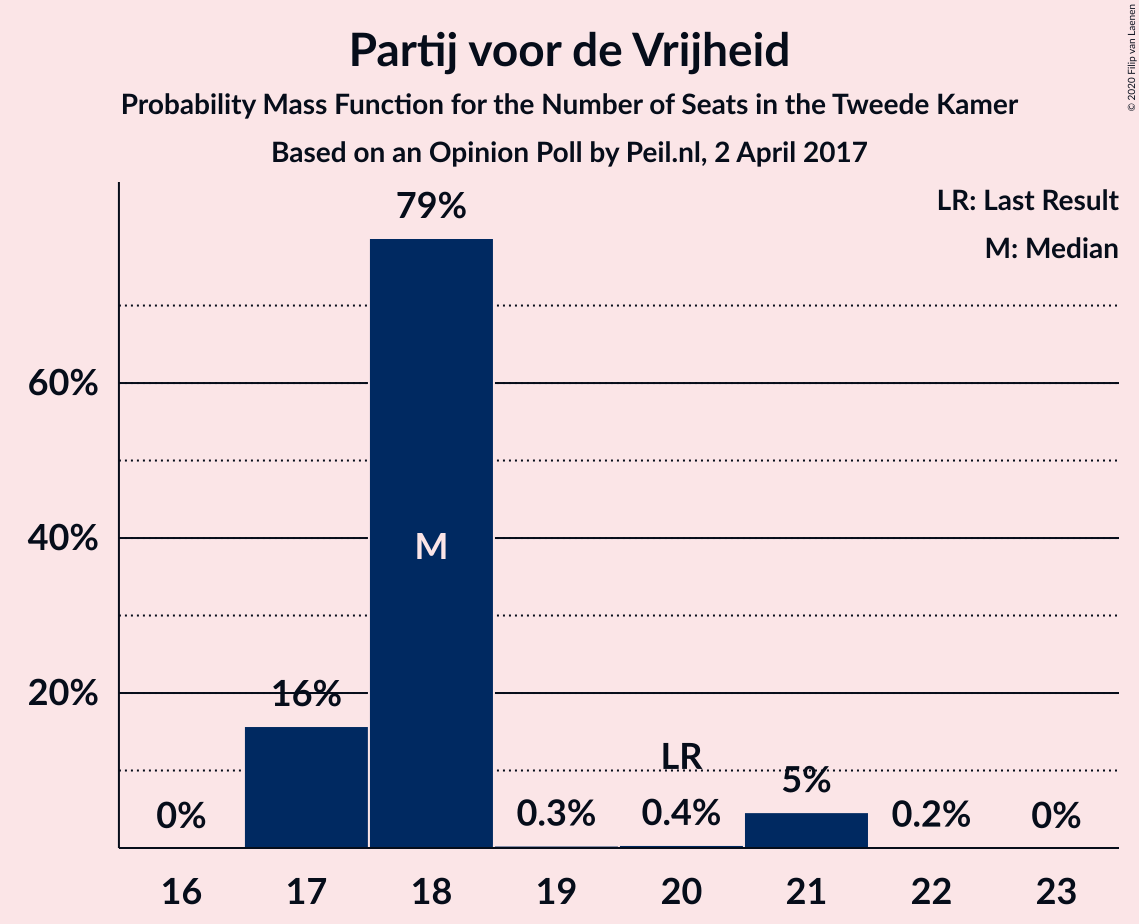 Partij voor de Vrijheid
Probability Mass Function for the Number of Seats in the Tweede Kamer
Based on an Opinion Poll by Peil.nl, 2 April 2017
© 2020 Filip van Laenen
LR: Last Result
M: Median
79%
60%
40%
M
20%
16%
LR
5%
0%
0.3%
0.4%
0.2%
0%
16 17 18 19 20 21 22 23